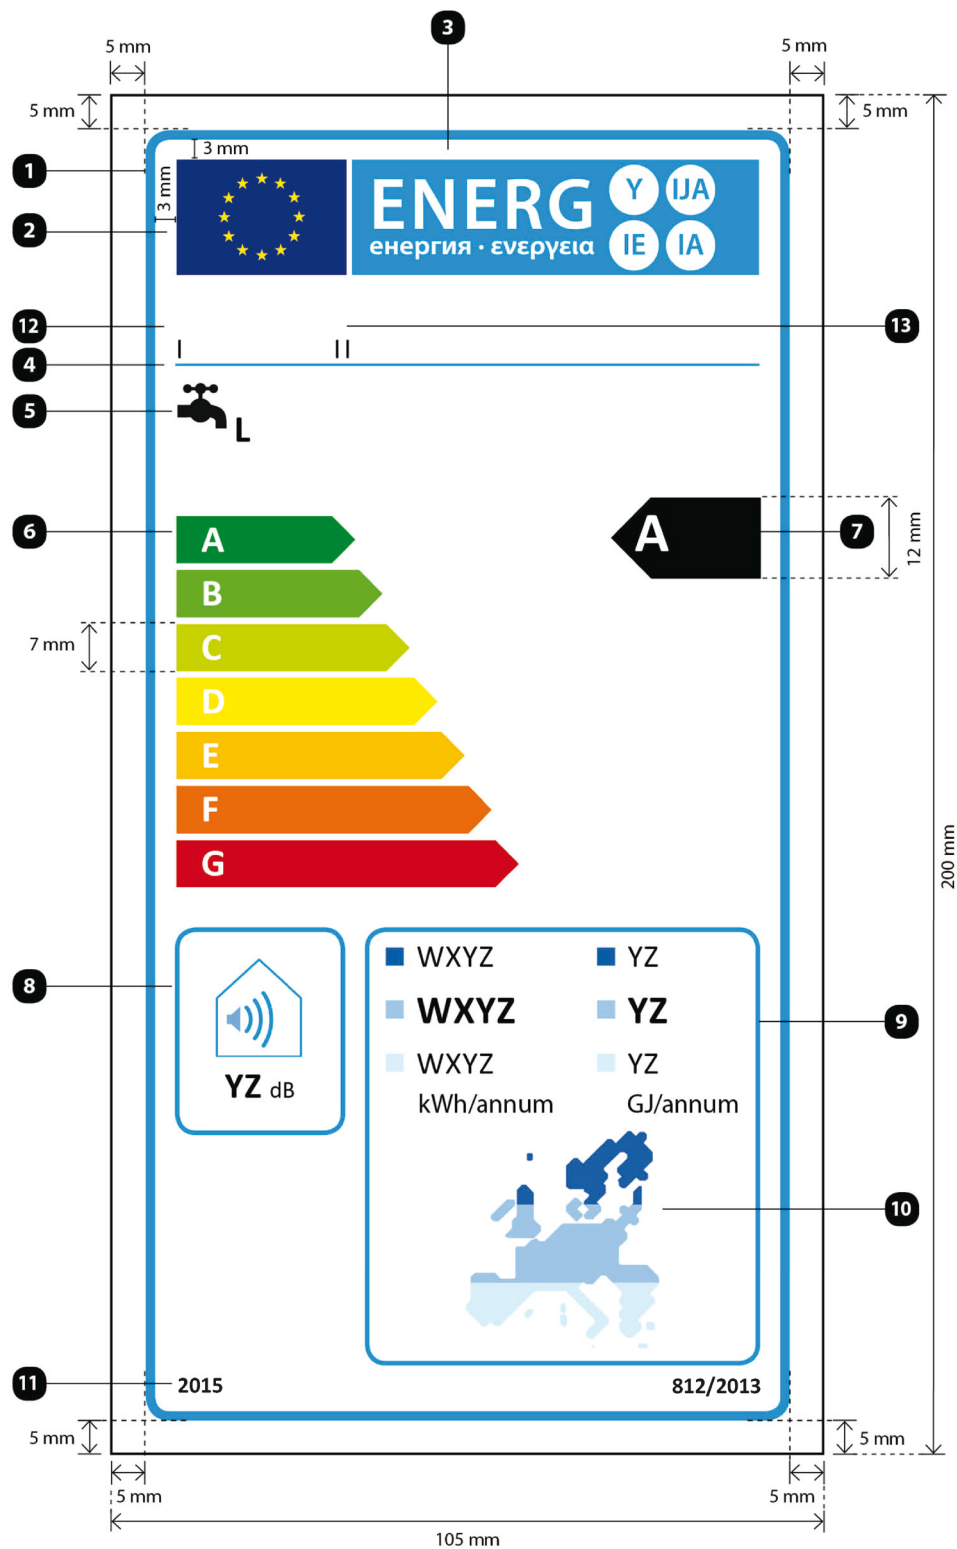 3
5 mm
5 mm
5 mm
5 mm
3 mm
1
3 mm
2
ENERG
Y
IJA
енергия · ενεργεια
IE
IA
12
13
I
II
4
5
L
6
A
A
7
12 mm
B
7 mm
C
D
E
F
G
200 mm
WXYZ
YZ
8
WXYZ
YZ
9
WXYZ
YZ
YZ dB
kWh/annum
GJ/annum
10
11
2015
812/2013
5 mm
5 mm
5 mm
5 mm
105 mm